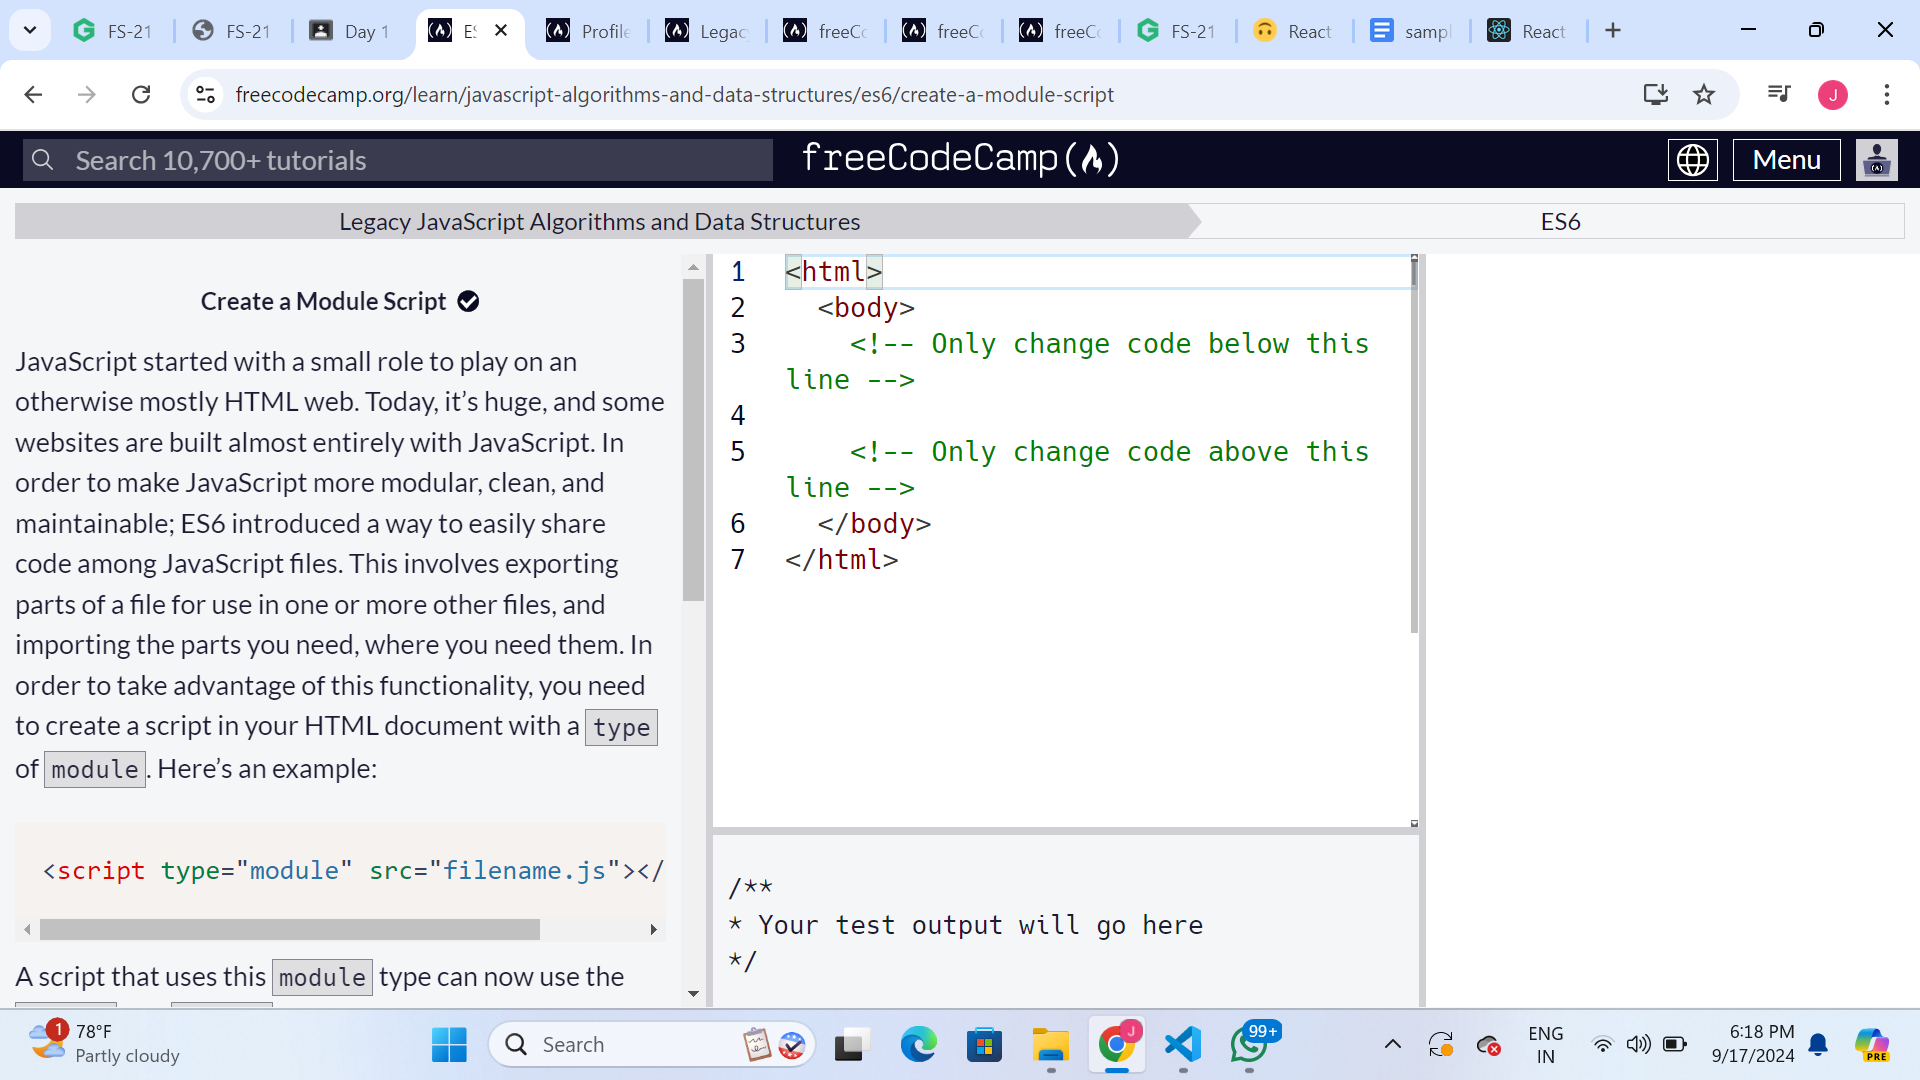 FS-21
FS-21
Day 1
ES
Profile
Legac
freeCo
freeCo
freeCo
FS-21
React
sampl
React
freecodecamp.org/learn/javascript-algorithms-and-data-structures/es6/create-a-module-script
J
Search 10,700+ tutorials
freeCodeCamp(🔥)
Menu
Legacy JavaScript Algorithms and Data Structures
ES6
Create a Module Script
JavaScript started with a small role to play on an
otherwise mostly HTML web. Today, it’s huge, and some
websites are built almost entirely with JavaScript. In
order to make JavaScript more modular, clean, and
maintainable; ES6 introduced a way to easily share
code among JavaScript files. This involves exporting
parts of a file for use in one or more other files, and
importing the parts you need, where you need them. In
order to take advantage of this functionality, you need
to create a script in your HTML document with a type
of module. Here’s an example:
<script type="module" src="filename.js"></
A script that uses this module type can now use the
1 <html>
2 <body>
3 <!-- Only change code below this
line -->
4
5 <!-- Only change code above this
line -->
6 </body>
7 </html>
/**
* Your test output will go here
*/
1
78°F
Partly cloudy
Search
J
99+
ENG
IN
6:18 PM
9/17/2024
PRE